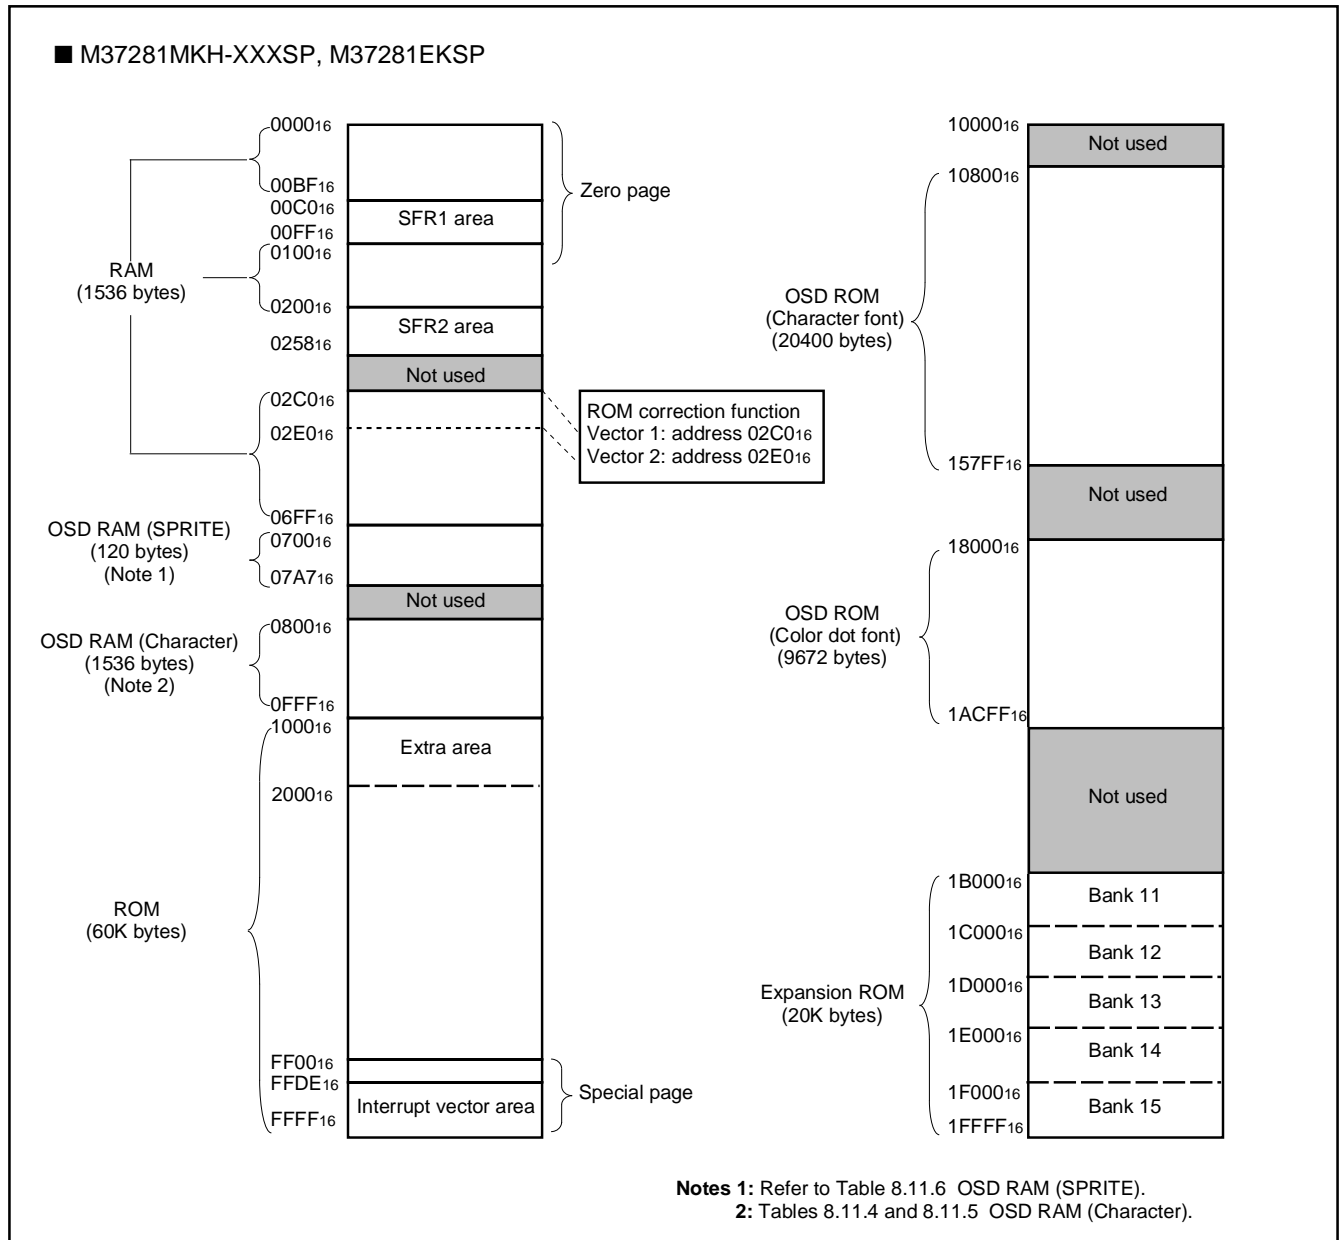 ■ M37281MKH-XXXSP, M37281EKSP
0000₁₆
00BF₁₆
00C0₁₆
SFR1 area
00FF₁₆
0100₁₆
Zero page
RAM
(1536 bytes)
0200₁₆
SFR2 area
0258₁₆
Not used
02C0₁₆
02E0₁₆
ROM correction function
Vector 1: address 02C0₁₆
Vector 2: address 02E0₁₆
06FF₁₆
OSD RAM (SPRITE)
(120 bytes)
(Note 1)
0700₁₆
07A7₁₆
Not used
0800₁₆
OSD RAM (Character)
(1536 bytes)
(Note 2)
0FFF₁₆
1000₁₆
Extra area
2000₁₆
ROM
(60K bytes)
FF00₁₆
FFDE₁₆
Special page
Interrupt vector area
FFFF₁₆
10000₁₆
Not used
10800₁₆
OSD ROM
(Character font)
(20400 bytes)
157FF₁₆
Not used
18000₁₆
OSD ROM
(Color dot font)
(9672 bytes)
1ACFF₁₆
Not used
1B000₁₆
Bank 11
1C000₁₆
Bank 12
1D000₁₆
Expansion ROM
(20K bytes)
Bank 13
1E000₁₆
Bank 14
1F000₁₆
Bank 15
1FFFF₁₆
Notes 1: Refer to Table 8.11.6 OSD RAM (SPRITE).
2: Tables 8.11.4 and 8.11.5 OSD RAM (Character).